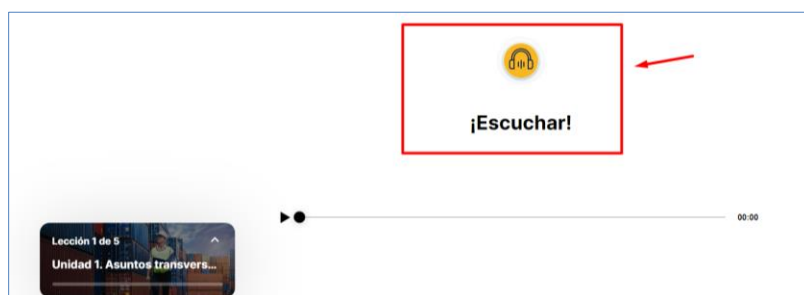 ¡Escuchar!
00:00
Lección 1 de 5
Unidad 1. Asuntos transvers...